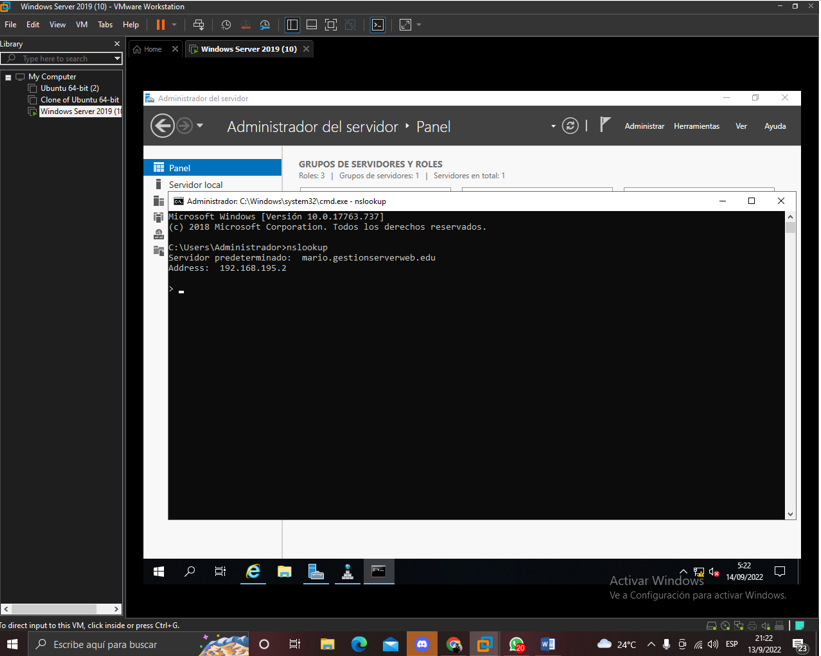 Windows Server 2019 (10) - VMware Workstation
File Edit View VM Tabs Help
Library
Type here to search
Home
Windows Server 2019 (10)
My Computer
Ubuntu 64-bit (2)
Clone of Ubuntu 64-bit
Windows Server 2019 (10
Administrador del servidor
Administrador del servidor Panel
Administrar Herramientas Ver Ayuda
Panel
Servidor local
GRUPOS DE SERVIDORES Y ROLES
Roles: 3 | Grupos de servidores: 1 | Servidores en total: 1
Administrador: C:\Windows\system32\cmd.exe - nslookup
Microsoft Windows [Versión 10.0.17763.737]
(c) 2018 Microsoft Corporation. Todos los derechos reservados.
C:\Users\Administrador>nslookup
Servidor predeterminado:  mario.gestionserverweb.edu
Address:  192.168.195.2
>
5:22
14/09/2022
Activar Windows
Ve a Configuración para activar Windows.
To direct input to this VM, click inside or press Ctrl+G.
Escribe aquí para buscar
20
24°C
ESP
21:22
13/9/2022
23